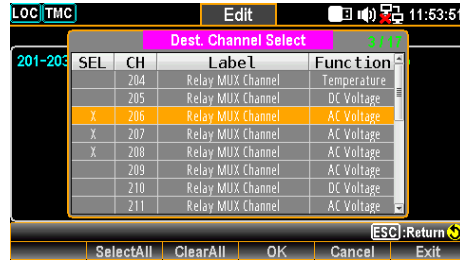 LOC TMC Edit E 11:53:51
Dest. Channel Select 3/17
201-203
SEL CH Label Function
204 Relay MUX Channel Temperature
205 Relay MUX Channel DC Voltage
X 206 Relay MUX Channel AC Voltage
X 207 Relay MUX Channel AC Voltage
X 208 Relay MUX Channel AC Voltage
209 Relay MUX Channel AC Voltage
210 Relay MUX Channel DC Voltage
211 Relay MUX Channel AC Voltage
ESC:Return
SelectAll ClearAll OK Cancel Exit